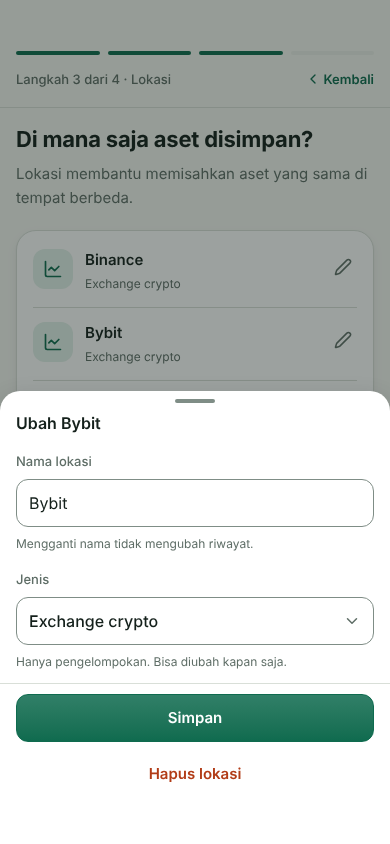 Langkah 3 dari 4 · Lokasi
Kembali
Di mana saja aset disimpan?
Lokasi membantu memisahkan aset yang sama di
tempat berbeda.
Binance
Exchange crypto
Bybit
Exchange crypto
Ubah Bybit
Nama lokasi
Bybit
Mengganti nama tidak mengubah riwayat.
Jenis
Exchange crypto
Hanya pengelompokan. Bisa diubah kapan saja.
Simpan
Hapus lokasi